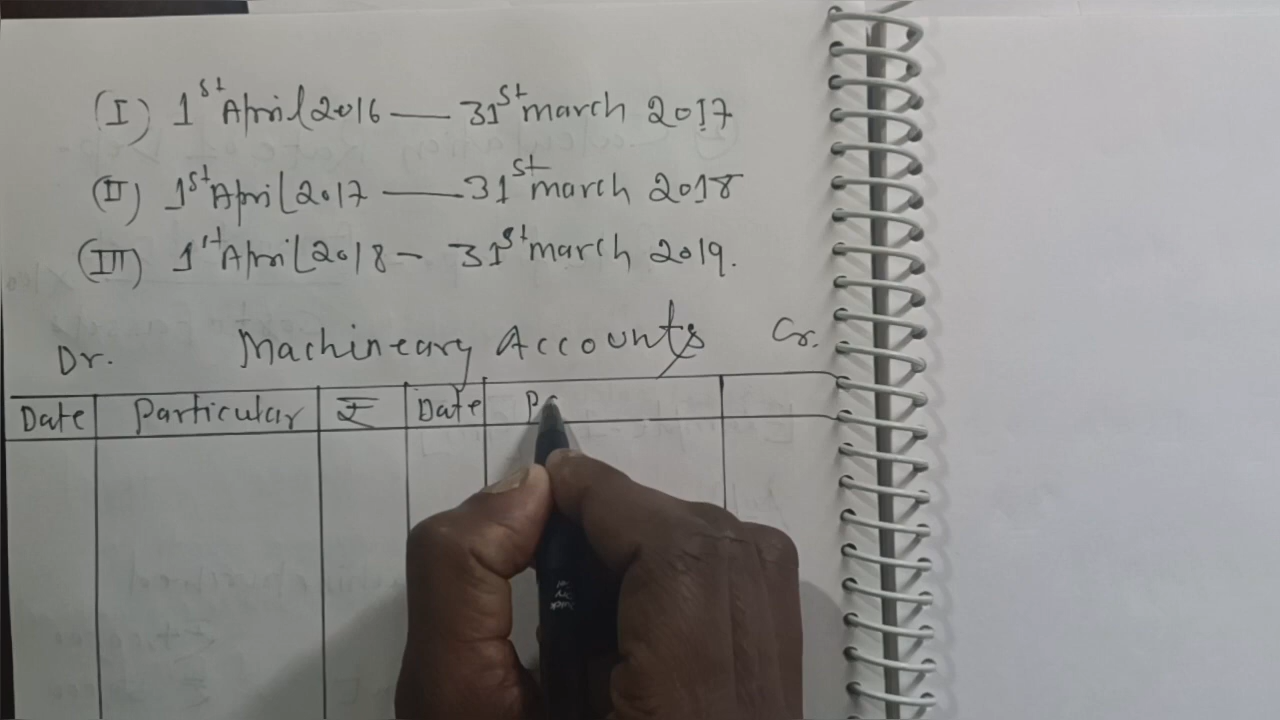 (I) 1st April 2016 — 31st march 2017
(II) 1st April 2017 — 31st march 2018
(III) 1st April 2018 - 31st march 2019.
Dr. Machineary Accounts Cr.
Date Particular ₹ Date Pa